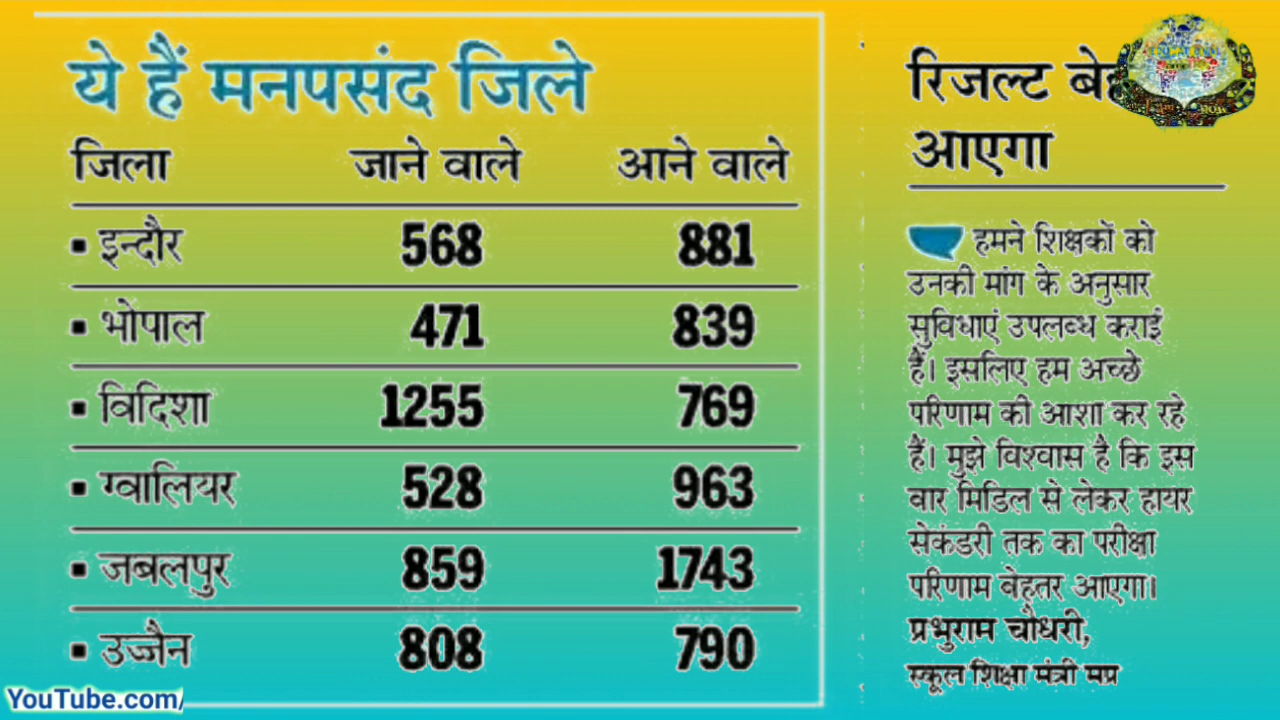 ये हैं मनपसंद जिले
जिला जाने वाले आने वाले
▪ इन्दौर 568 881
▪ भोपाल 471 839
▪ विदिशा 1255 769
▪ ग्वालियर 528 963
▪ जबलपुर 859 1743
▪ उज्जैन 808 790
रिजल्ट
आएगा
हमने शिक्षकों को
उनकी मांग के अनुसार
सुविधाएं उपलब्ध कराई
हैं। इसलिए हम अच्छे
परिणाम की आशा कर रहे
हैं। मुझे विश्वास है कि इस
वार मिडिल से लेकर हायर
सेकंडरी तक का परीक्षा
परिणाम बेहतर आएगा।
प्रभुराम चौधरी,
स्कूल शिक्षा मंत्री मप्र
YouTube.com/